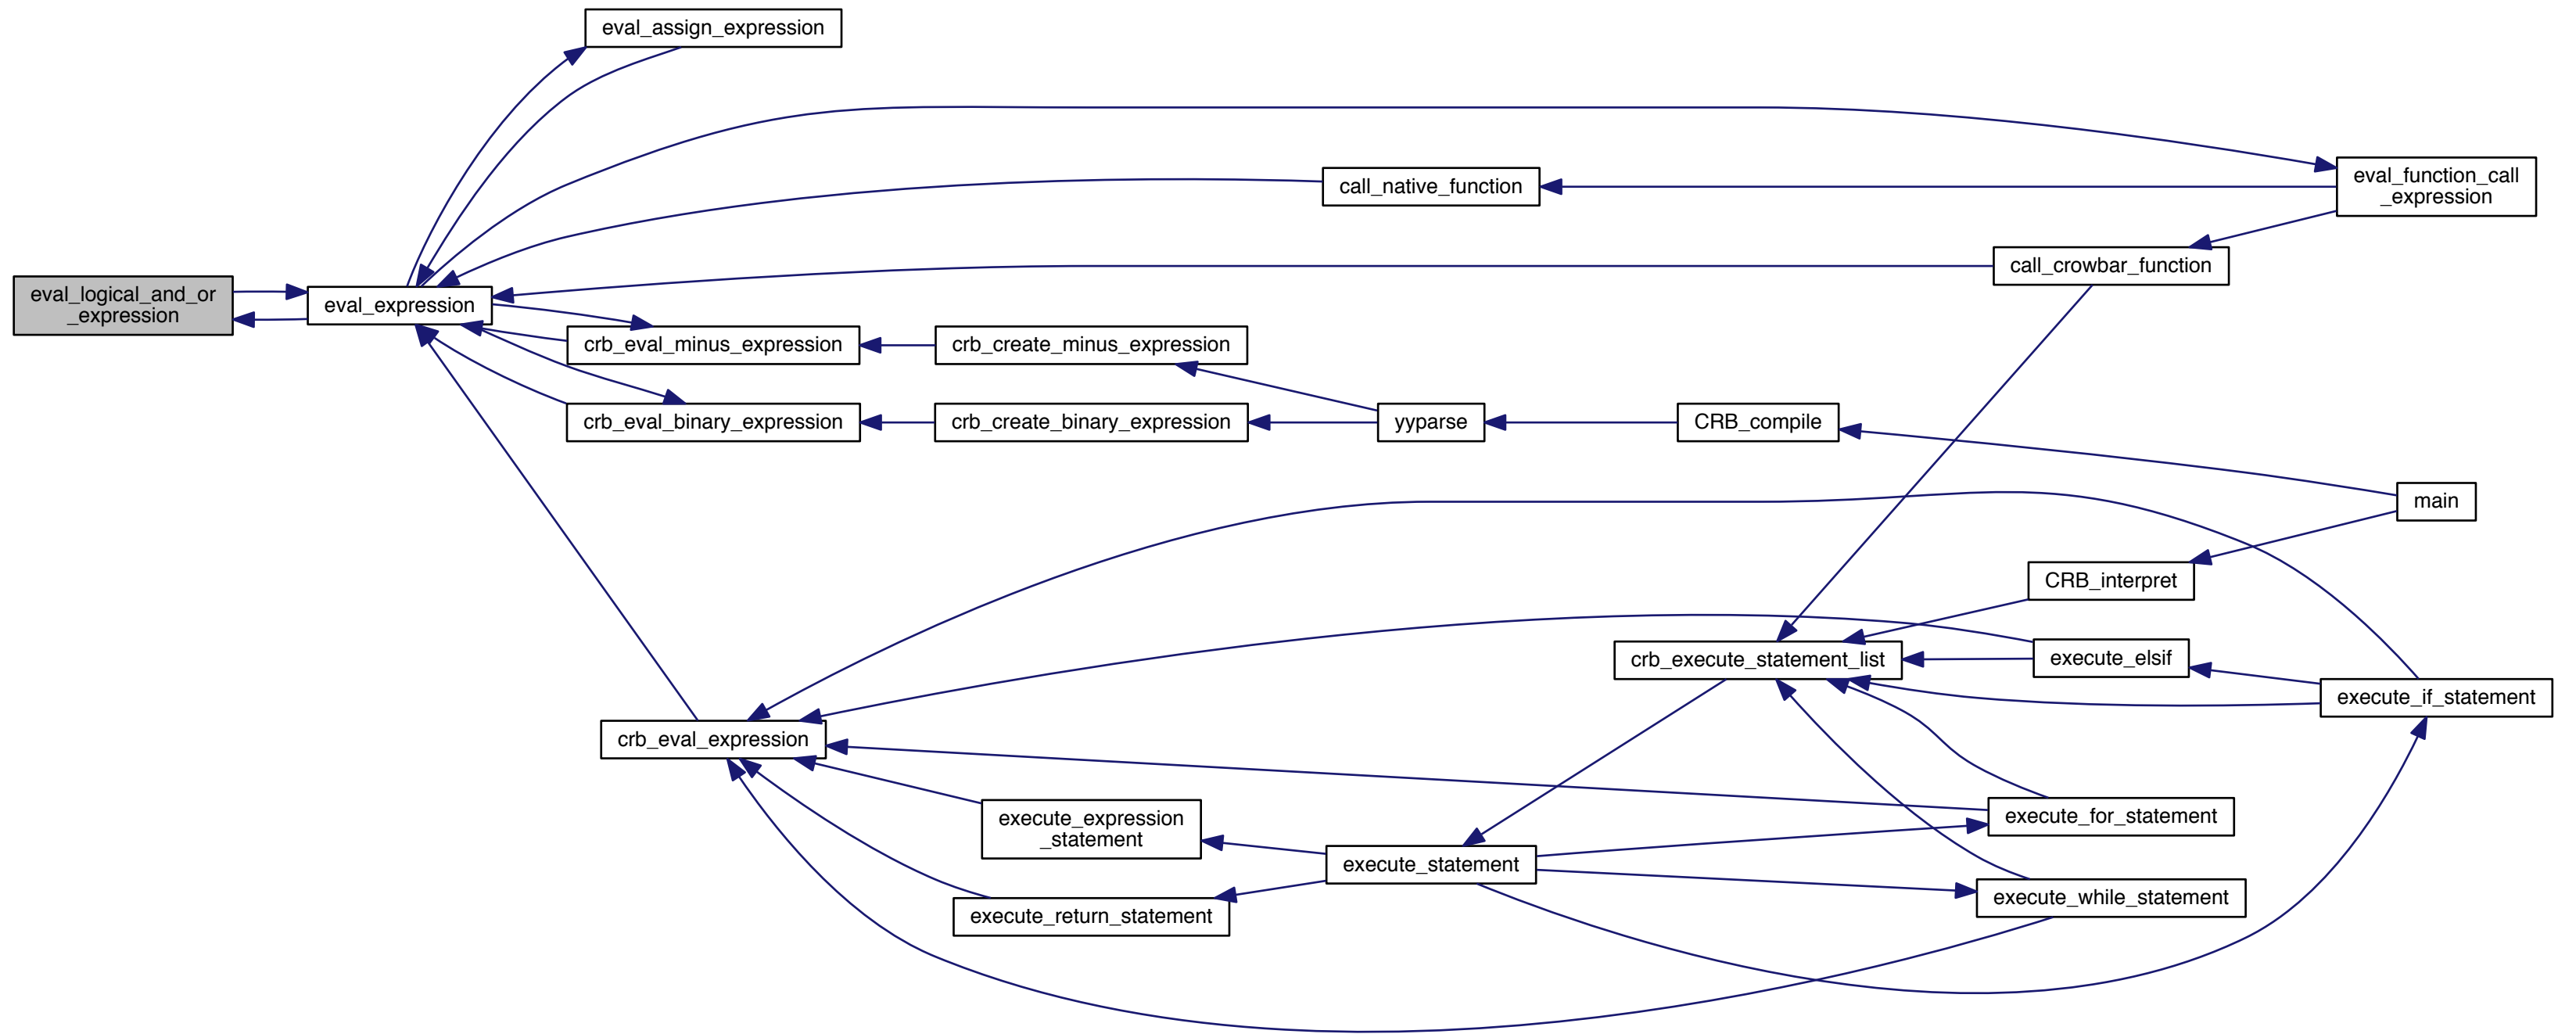 eval_assign_expression
eval_function_call
_expression
call_native_function
call_crowbar_function
eval_logical_and_or
_expression
eval_expression
crb_eval_minus_expression
crb_create_minus_expression
crb_eval_binary_expression
crb_create_binary_expression
yyparse
CRB_compile
main
CRB_interpret
crb_execute_statement_list
execute_elsif
execute_if_statement
crb_eval_expression
execute_expression
_statement
execute_for_statement
execute_statement
execute_while_statement
execute_return_statement